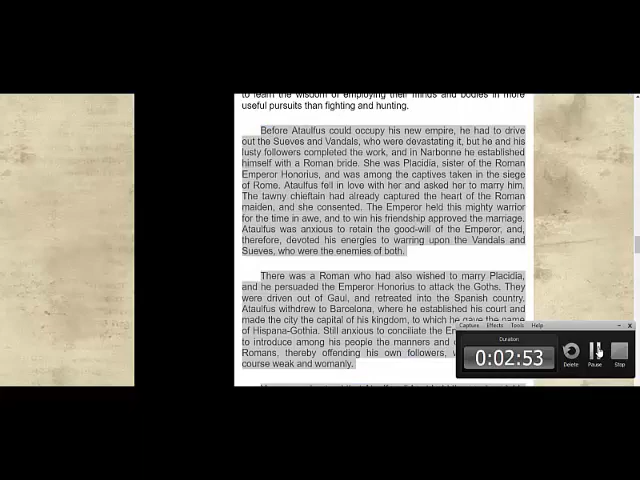 to learn the wisdom of employing their minds and bodies in more
useful pursuits than fighting and hunting.
Before Ataulfus could occupy his new empire, he had to drive
out the Sueves and Vandals, who were devastating it, but he and his
lusty followers completed the work, and in Narbonne he established
himself with a Roman bride. She was Placidia, sister of the Roman
Emperor Honorius, and was among the captives taken in the siege
of Rome. Ataulfus fell in love with her and asked her to marry him.
The tawny chieftain had already captured the heart of the Roman
maiden, and she consented. The Emperor held this mighty warrior
for the time in awe, and to win his friendship approved the marriage.
Ataulfus was anxious to retain the good-will of the Emperor, and,
therefore, devoted his energies to warring upon the Vandals and
Sueves, who were the enemies of both.
There was a Roman who had also wished to marry Placidia,
and he persuaded the Emperor Honorius to attack the Goths. They
were driven out of Gaul, and retreated into the Spanish country.
Ataulfus withdrew to Barcelona, where he established his court and
made the city the capital of his kingdom, to which he gave the name
of Hispana-Gothia. Still anxious to conciliate the
to introduce among his people the manners and
Romans, thereby offending his own followers,
course weak and womanly.
Capture Effects Tools Help
Duration
0:02:53
Delete Pause Stop